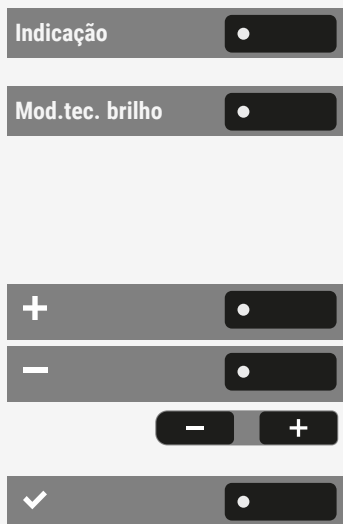 Indicação
Mod.tec. brilho
+
−
− +
✓